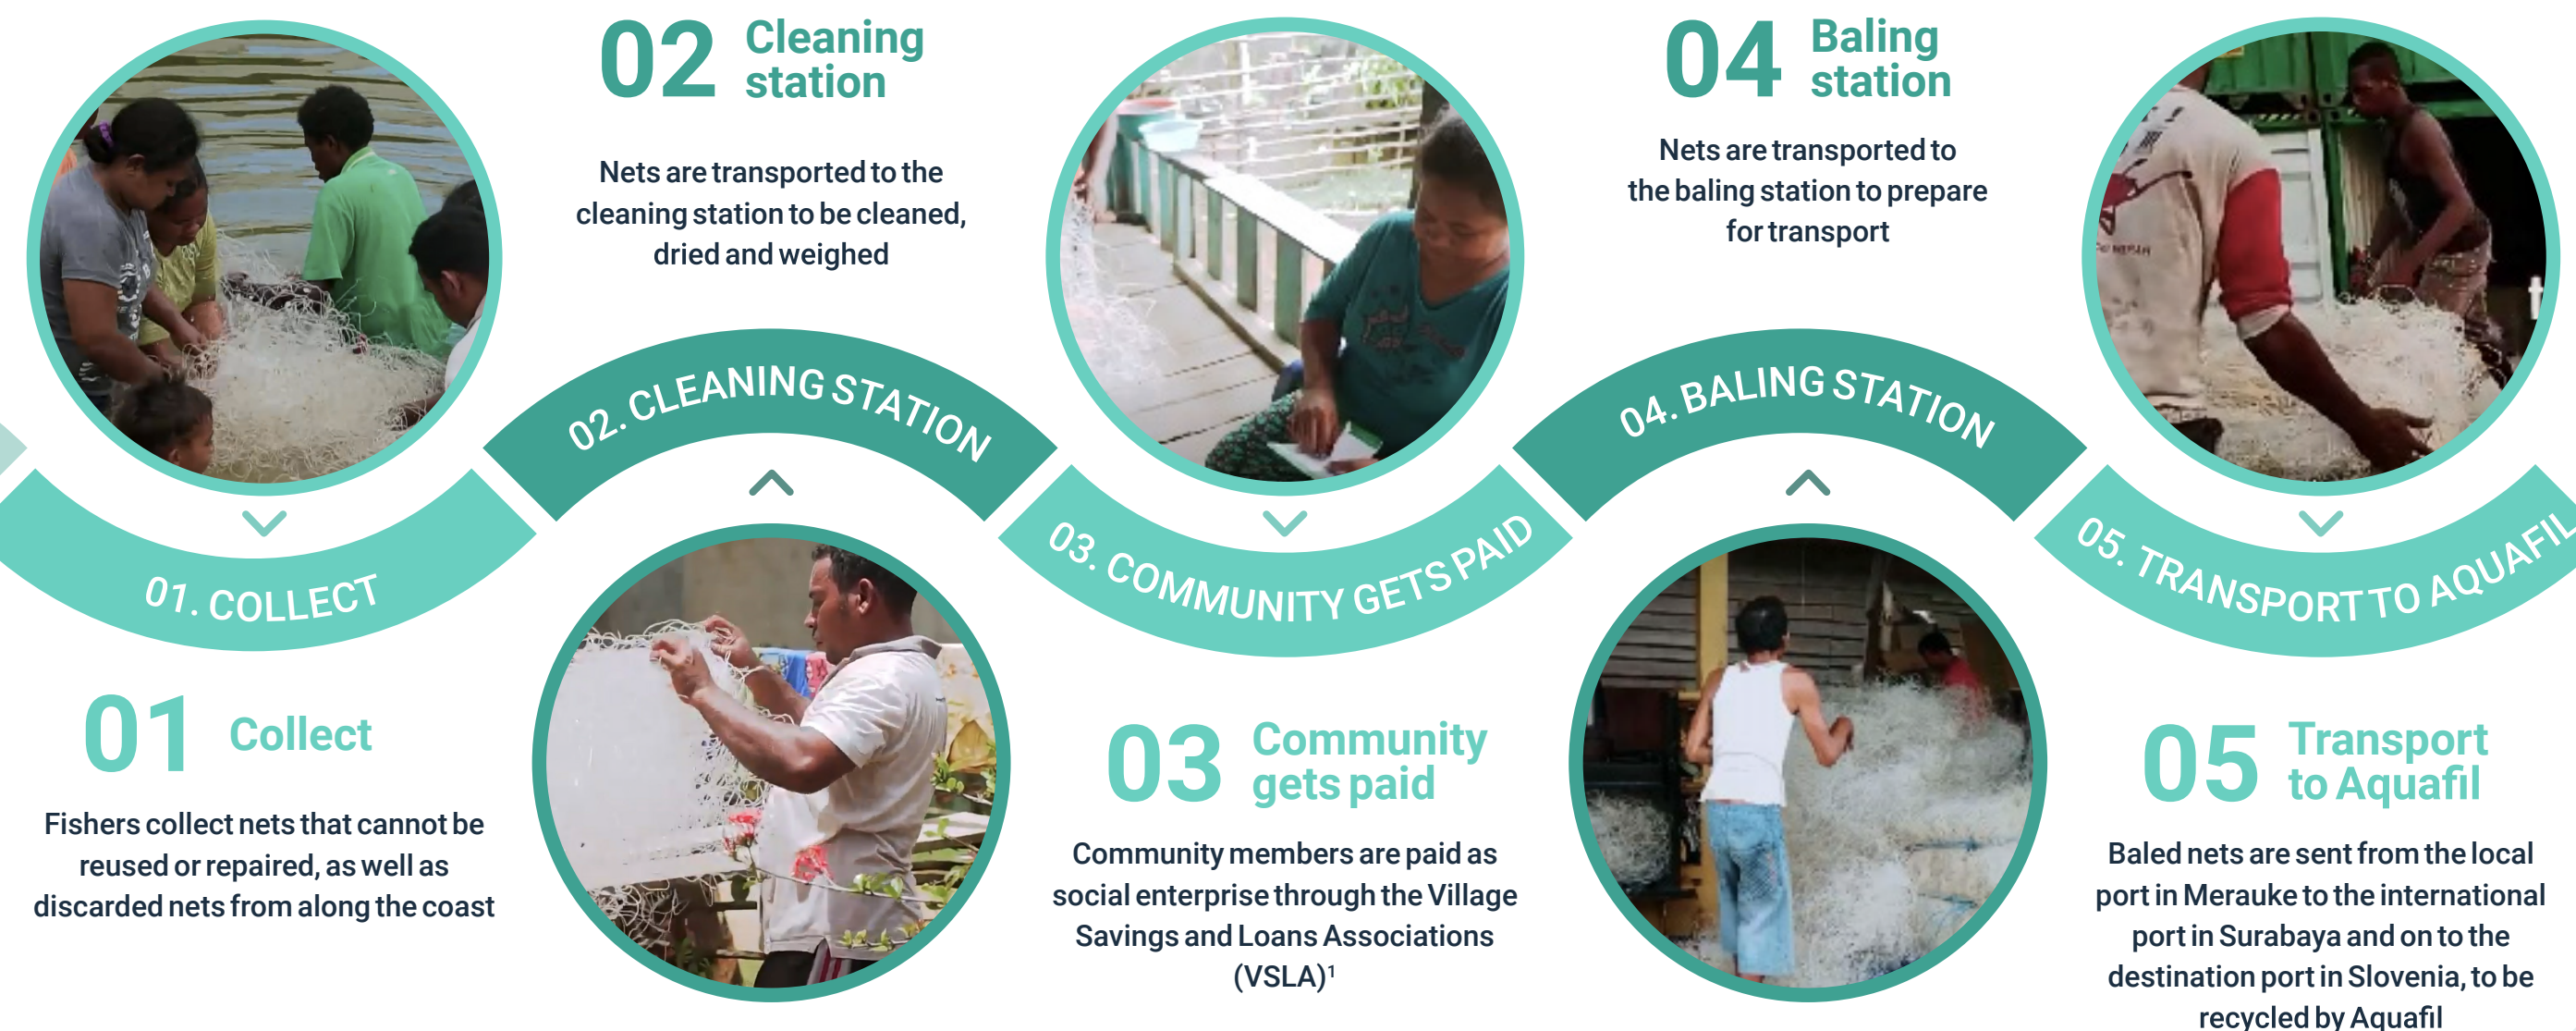 01. COLLECT
01
Collect
Fishers collect nets that cannot be
reused or repaired, as well as
discarded nets from along the coast
02
Cleaning
station
Nets are transported to the
cleaning station to be cleaned,
dried and weighed
02. CLEANING STATION
03. COMMUNITY GETS PAID
03
Community
gets paid
Community members are paid as
social enterprise through the Village
Savings and Loans Associations
(VSLA)¹
04
Baling
station
Nets are transported to
the baling station to prepare
for transport
04. BALING STATION
05. TRANSPORT TO AQUAFIL
05
Transport
to Aquafil
Baled nets are sent from the local
port in Merauke to the international
port in Surabaya and on to the
destination port in Slovenia, to be
recycled by Aquafil